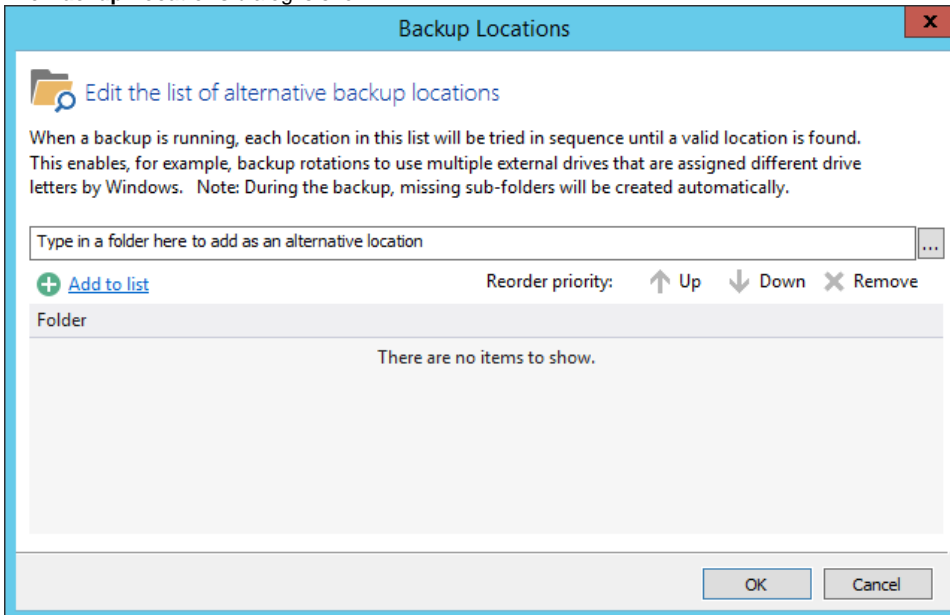 Backup Locations
x
Edit the list of alternative backup locations
When a backup is running, each location in this list will be tried in sequence until a valid location is found.
This enables, for example, backup rotations to use multiple external drives that are assigned different drive
letters by Windows.   Note: During the backup, missing sub-folders will be created automatically.
Type in a folder here to add as an alternative location
...
Add to list Reorder priority: Up Down Remove
Folder
There are no items to show.
OK Cancel